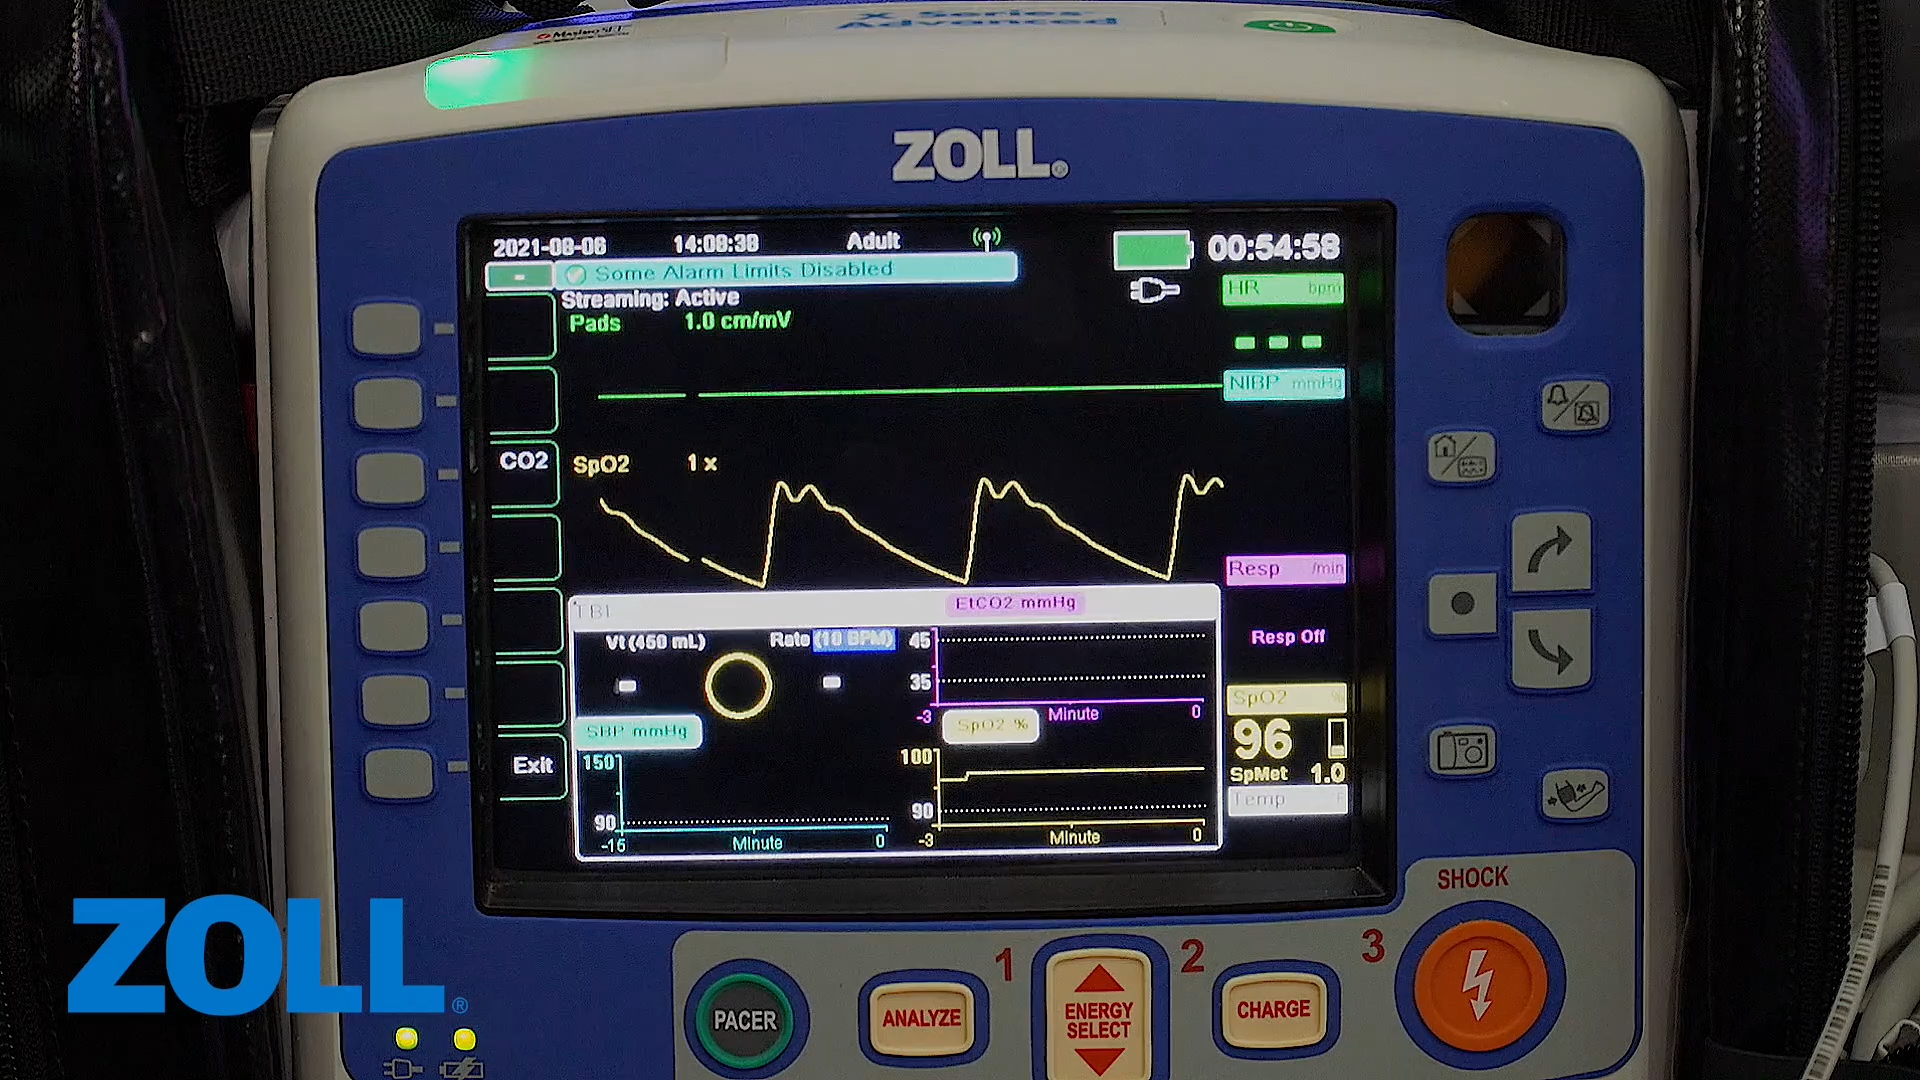 X Series
Advanced
Masimo SET
ZOLL®
2021-08-06 14:08:38 Adult 00:54:58
- Some Alarm Limits Disabled
Streaming: Active
Pads 1.0 cm/mV
HR bpm
- - -
NIBP mmHg
CO2
SpO2 1 x
Resp /min
Resp Off
TBI
EtCO2 mmHg
Vt (450 mL) Rate (10 BPM)
- -
45
35
-3 Minute 0
SBP mmHg
150
90
-15 Minute 0
SpO2 %
100
90
-3 Minute 0
SpO2 %
96
SpMet 1.0
Temp °F
Exit
SHOCK
1 2 3
PACER
ANALYZE
ENERGY
SELECT
CHARGE
ZOLL®